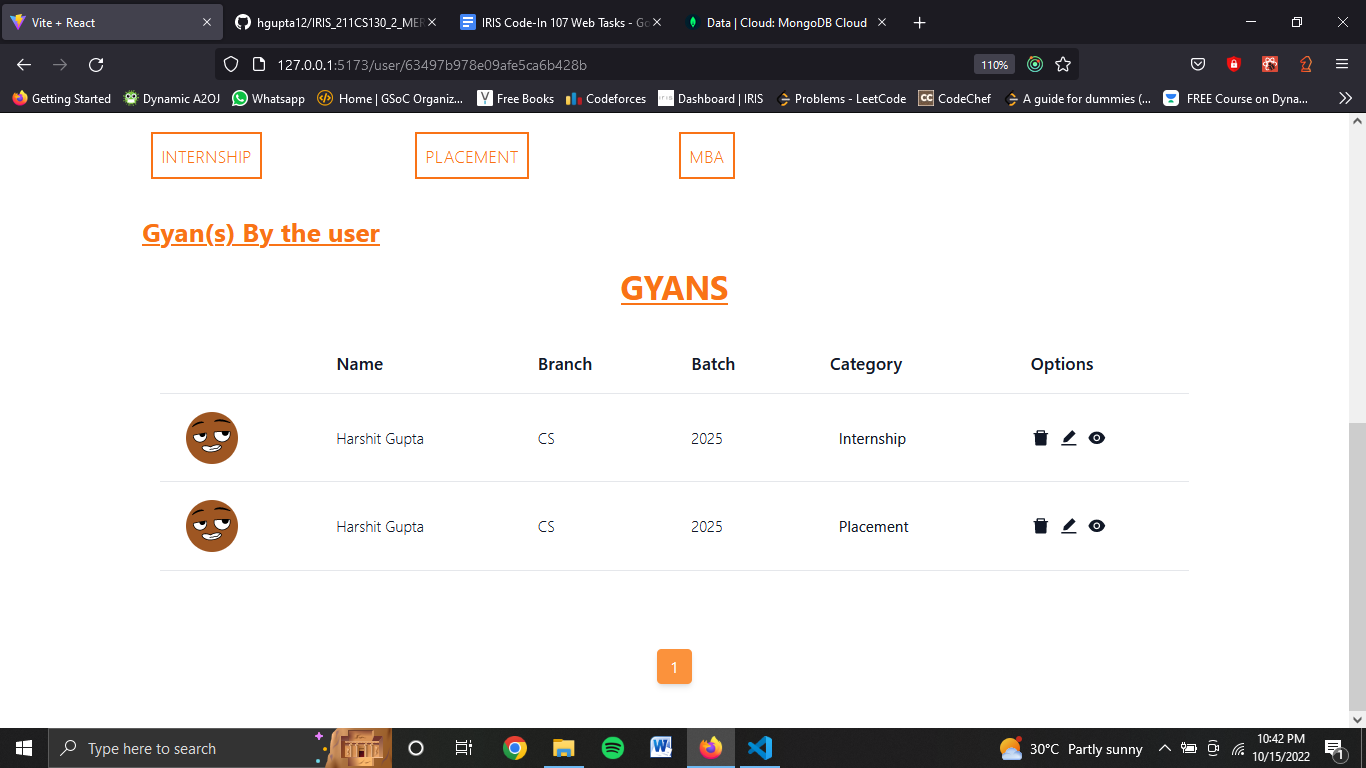 Vite + React
hgupta12/IRIS_211CS130_2_MER
IRIS Code-In 107 Web Tasks - Go
Data | Cloud: MongoDB Cloud
127.0.0.1:5173/user/63497b978e09afe5ca6b428b
110%
Getting Started
Dynamic A2OJ
Whatsapp
Home | GSoC Organiz...
Free Books
Codeforces
Dashboard | IRIS
Problems - LeetCode
CC CodeChef
A guide for dummies (...
FREE Course on Dyna...
INTERNSHIP
PLACEMENT
MBA
Gyan(s) By the user
GYANS
Name Branch Batch Category Options
Harshit Gupta CS 2025 Internship
Harshit Gupta CS 2025 Placement
1
Type here to search
30°C Partly sunny
10:42 PM
10/15/2022
1